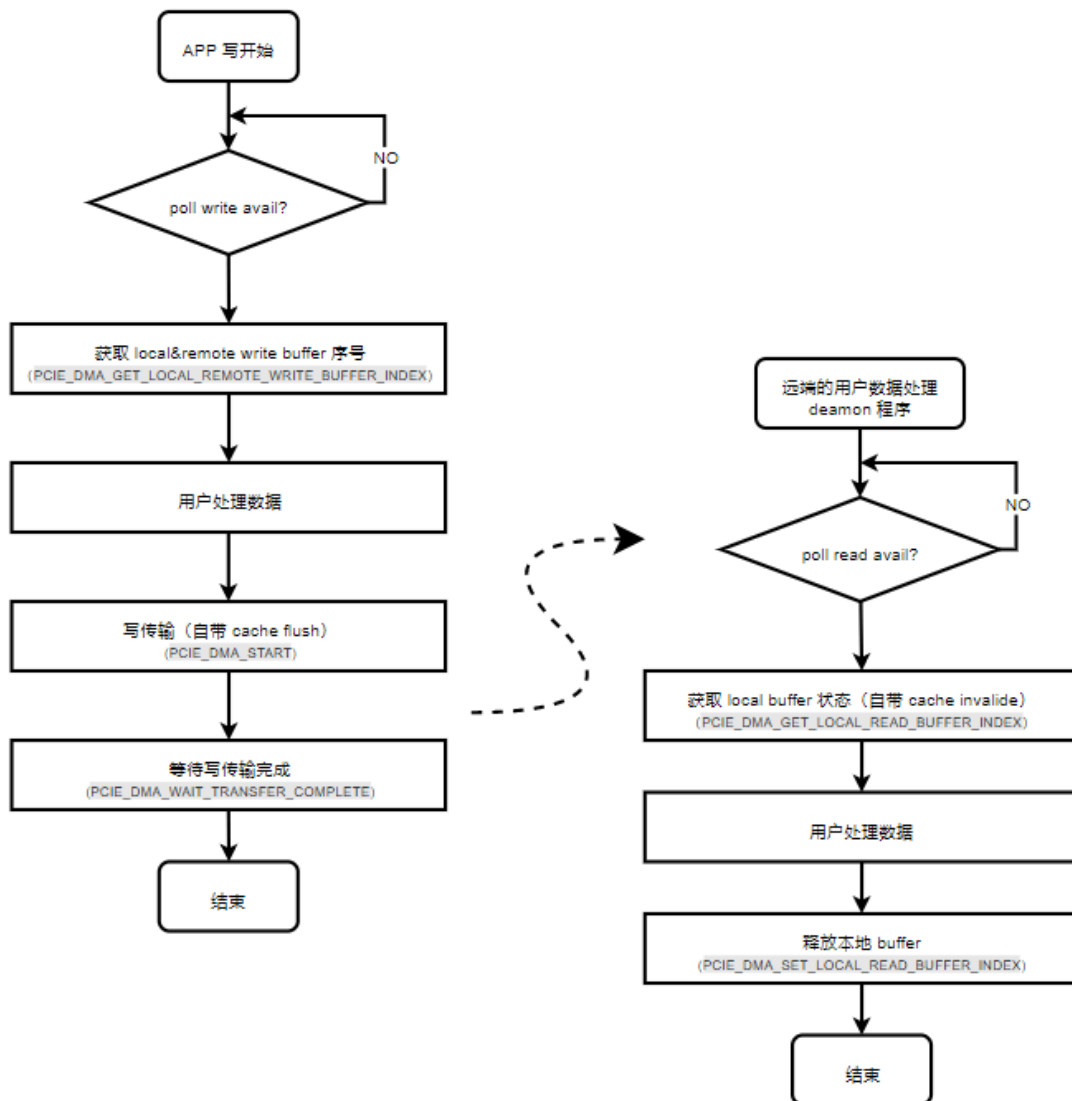 APP 写开始
NO
poll write avail?
获取 local&remote write buffer 序号
(PCIE_DMA_GET_LOCAL_REMOTE_WRITE_BUFFER_INDEX)
用户处理数据
写传输（自带 cache flush）
(PCIE_DMA_START)
等待写传输完成
(PCIE_DMA_WAIT_TRANSFER_COMPLETE)
结束
远端的用户数据处理
deamon 程序
NO
poll read avail?
获取 local buffer 状态（自带 cache invalide）
(PCIE_DMA_GET_LOCAL_READ_BUFFER_INDEX)
用户处理数据
释放本地 buffer
(PCIE_DMA_SET_LOCAL_READ_BUFFER_INDEX)
结束